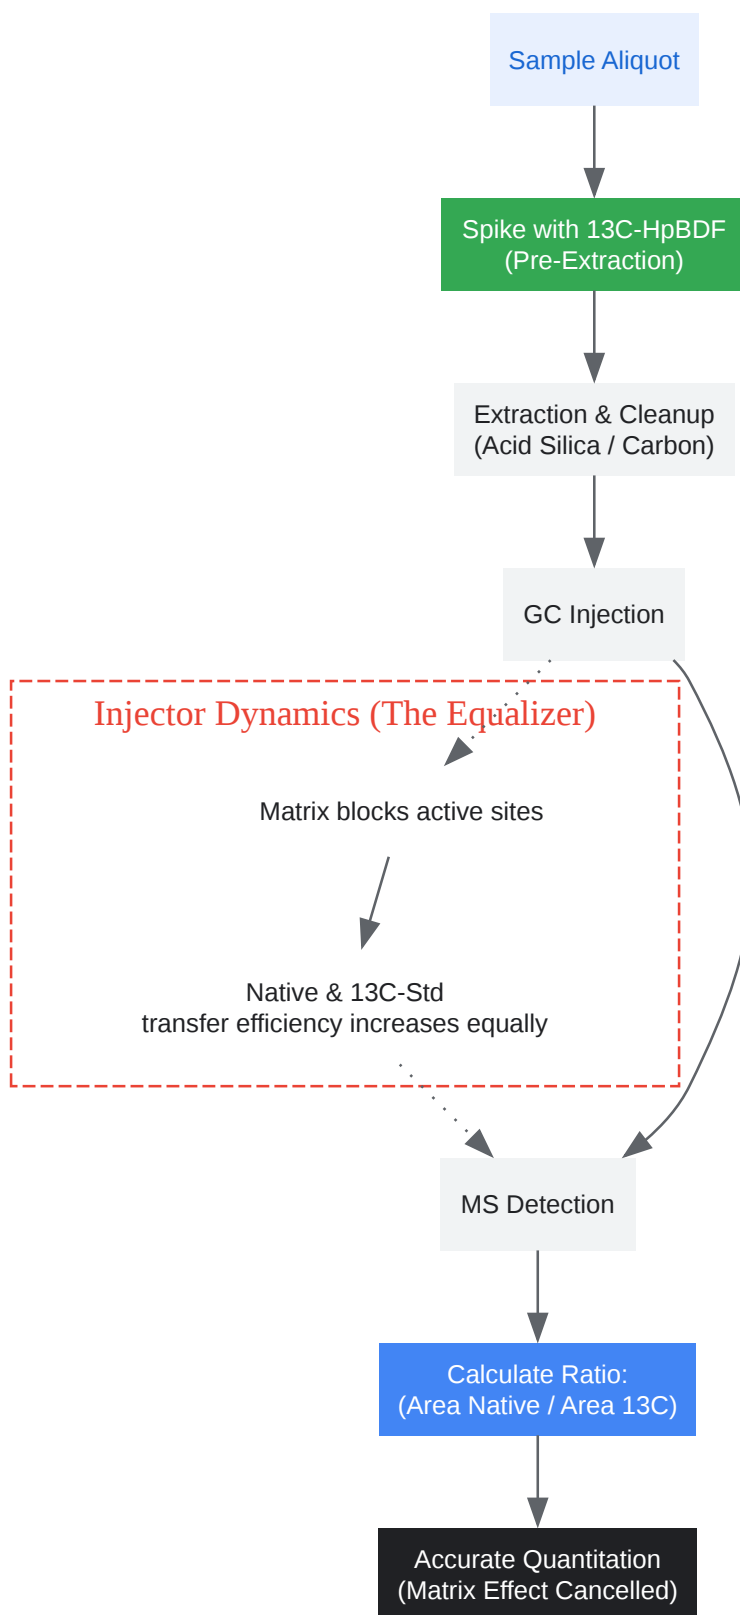 Sample Aliquot
Spike with 13C-HpBDF
(Pre-Extraction)
Extraction & Cleanup
(Acid Silica / Carbon)
GC Injection
Injector Dynamics (The Equalizer)
Matrix blocks active sites
Native & 13C-Std
transfer efficiency increases equally
MS Detection
Calculate Ratio:
(Area Native / Area 13C)
Accurate Quantitation
(Matrix Effect Cancelled)